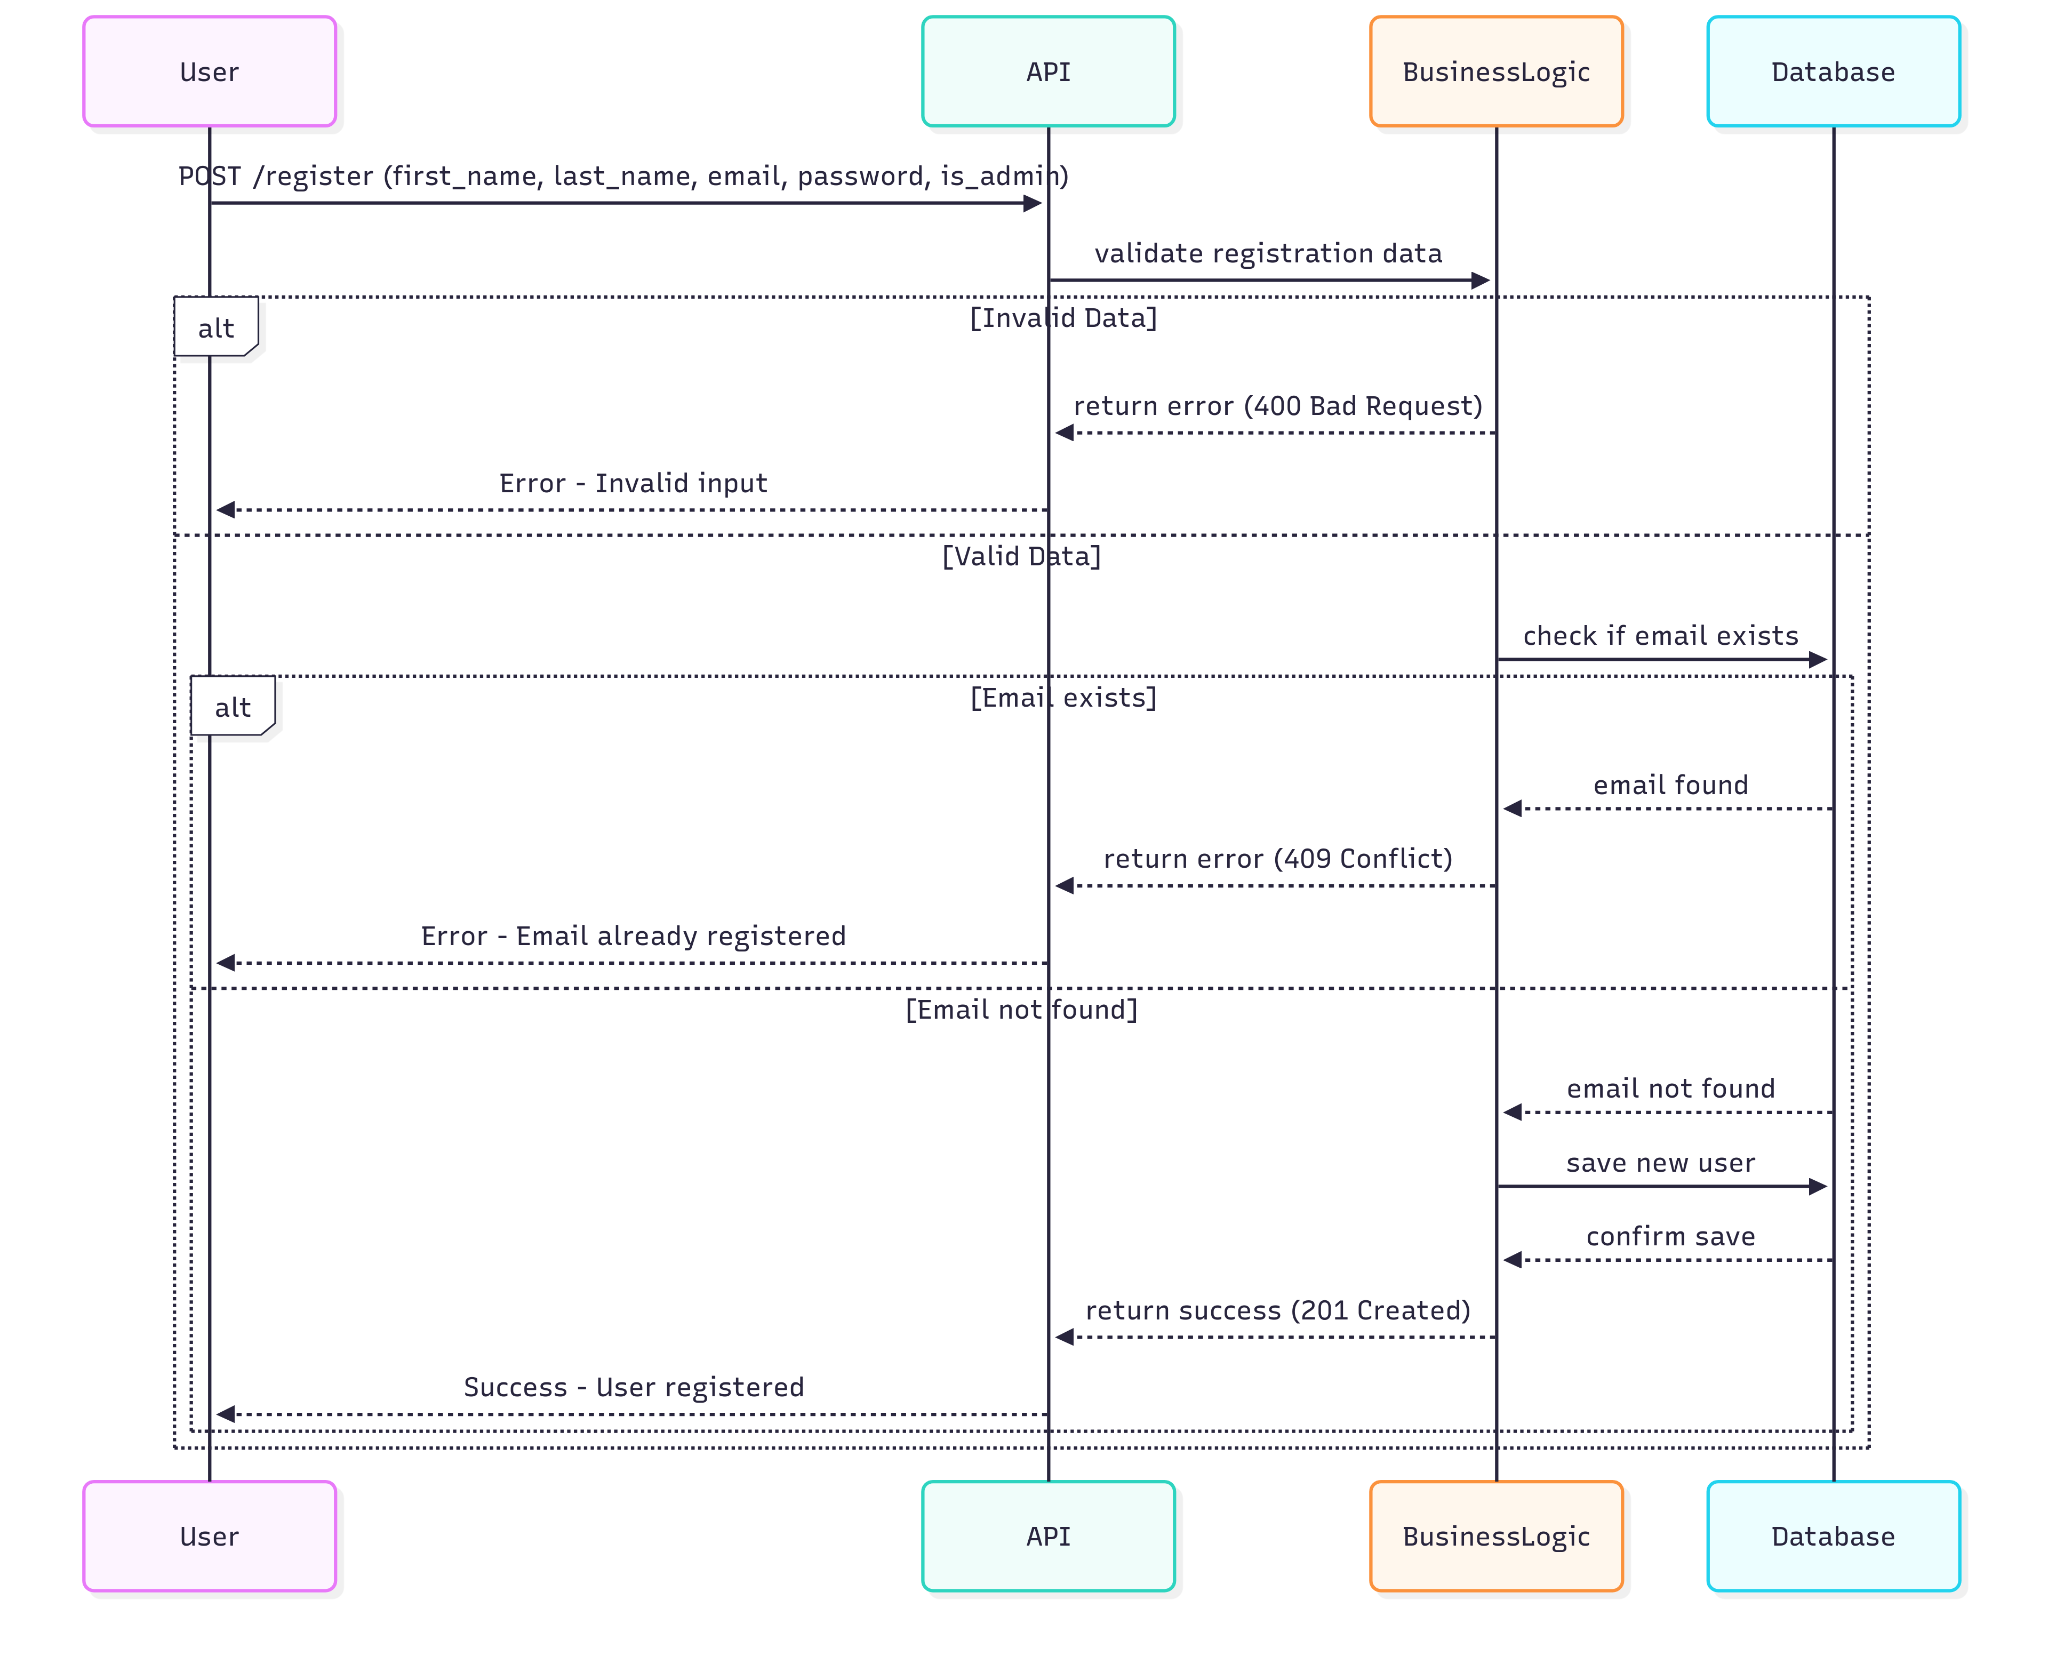 User
API
BusinessLogic
Database
POST /register (first_name, last_name, email, password, is_admin)
validate registration data
alt
[Invalid Data]
return error (400 Bad Request)
Error - Invalid input
[Valid Data]
check if email exists
alt
[Email exists]
email found
return error (409 Conflict)
Error - Email already registered
[Email not found]
email not found
save new user
confirm save
return success (201 Created)
Success - User registered
User
API
BusinessLogic
Database